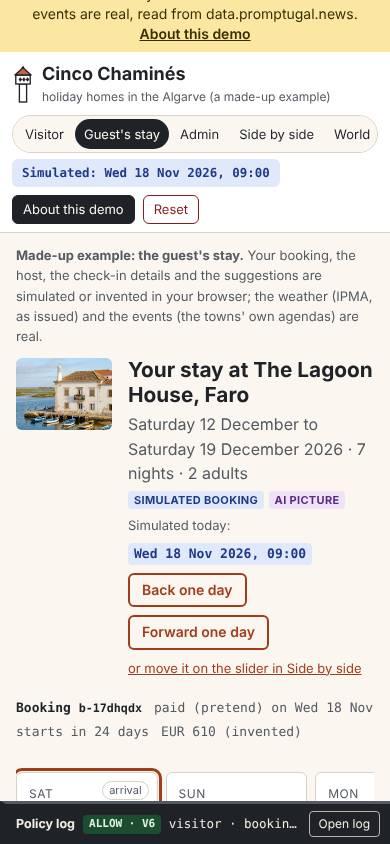 events are real, read from data.promptugal.news.
About this demo
Cinco Chaminés
holiday homes in the Algarve (a made-up example)
Visitor Guest's stay Admin Side by side World
Simulated: Wed 18 Nov 2026, 09:00
About this demo Reset
Made-up example: the guest's stay. Your booking, the
host, the check-in details and the suggestions are
simulated or invented in your browser; the weather (IPMA,
as issued) and the events (the towns' own agendas) are
real.
Your stay at The Lagoon
House, Faro
Saturday 12 December to
Saturday 19 December 2026 · 7
nights · 2 adults
SIMULATED BOOKING AI PICTURE
Simulated today:
Wed 18 Nov 2026, 09:00
Back one day
Forward one day
or move it on the slider in Side by side
Booking b-17dhqdx paid (pretend) on Wed 18 Nov
starts in 24 days EUR 610 (invented)
SAT arrival SUN MON
Policy log ALLOW · V6 visitor · bookin… Open log